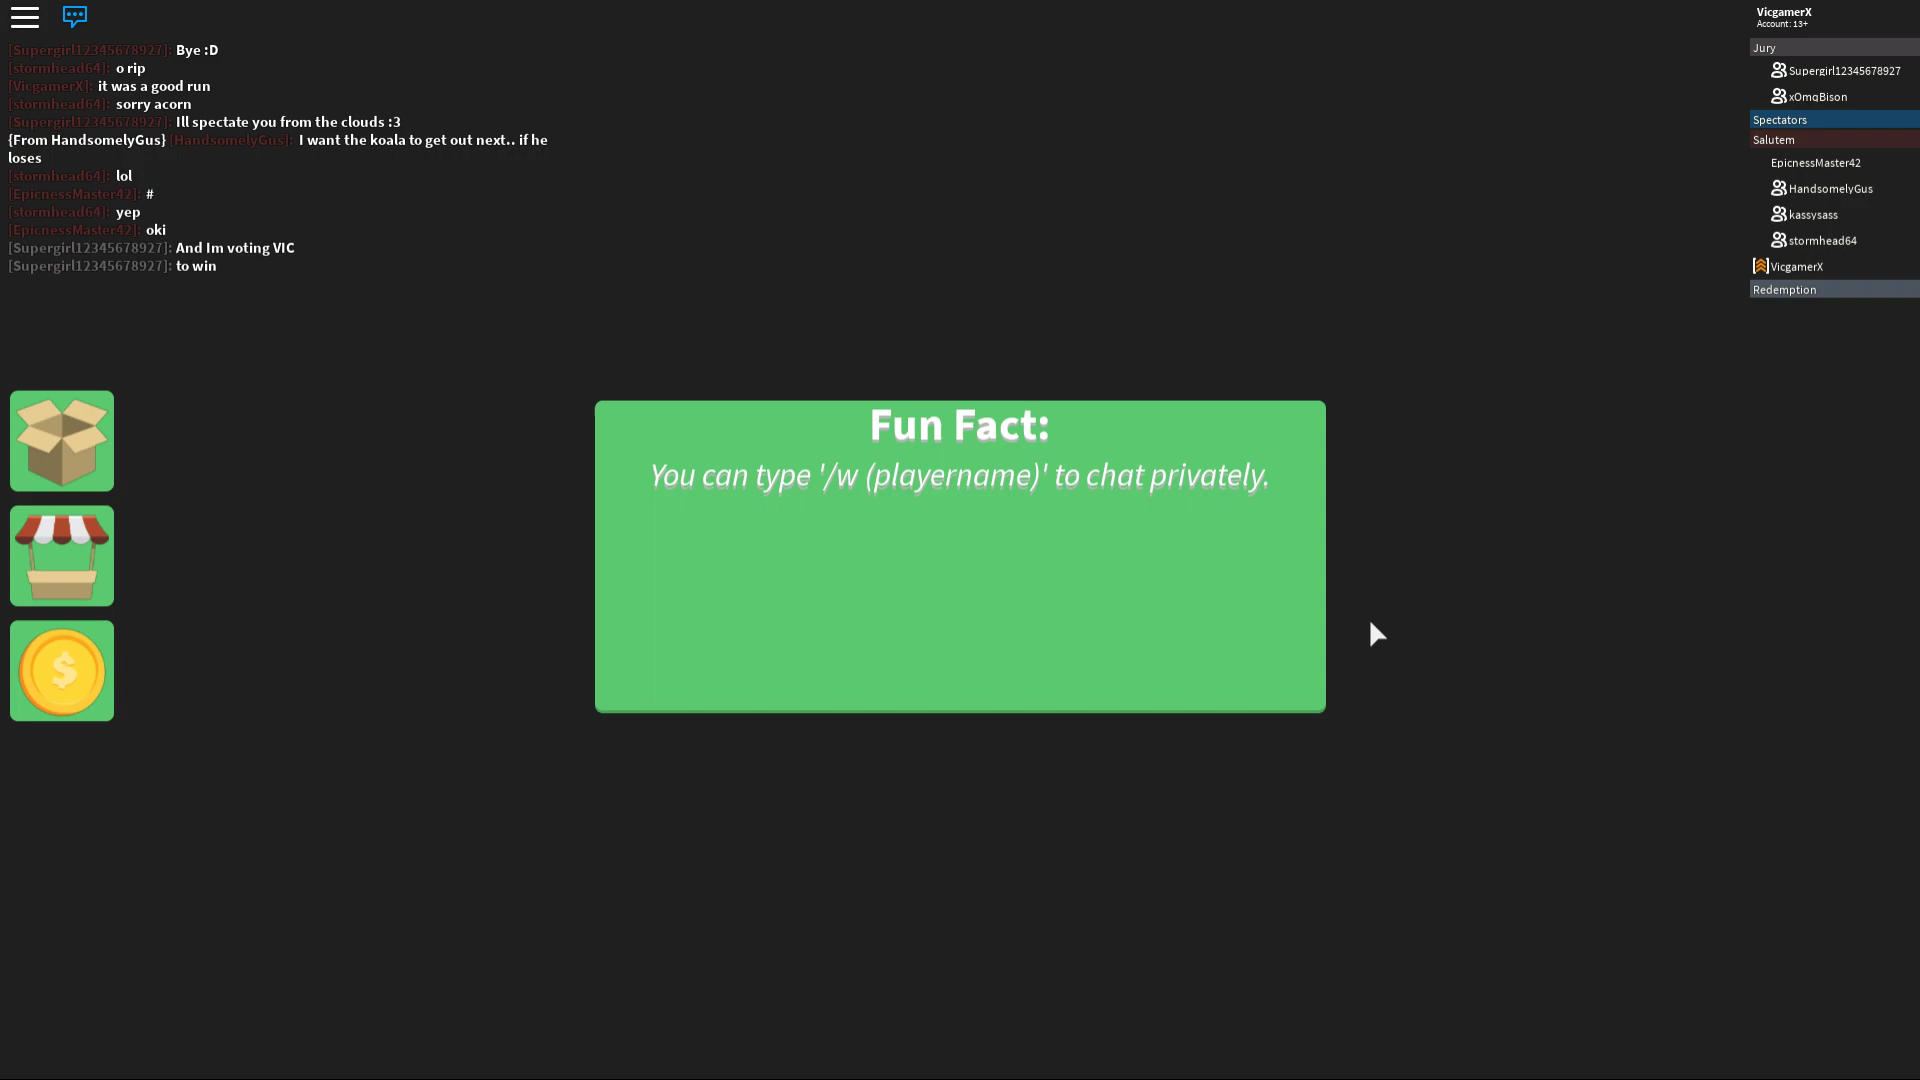 VicgamerX
Account: 13+
[Supergirl12345678927]: Bye :D
[stormhead64]: o rip
[VicgamerX]: it was a good run
[stormhead64]: sorry acorn
[Supergirl12345678927]: Ill spectate you from the clouds :3
{From HandsomelyGus} [HandsomelyGus]: I want the koala to get out next.. if he
loses
[stormhead64]: lol
[EpicnessMaster42]: #
[stormhead64]: yep
[EpicnessMaster42]: oki
[Supergirl12345678927]: And Im voting VIC
[Supergirl12345678927]: to win
Jury
Supergirl12345678927
xOmgBison
Spectators
Salutem
EpicnessMaster42
HandsomelyGus
kassysass
stormhead64
VicgamerX
Redemption
Fun Fact:
You can type '/w (playername)' to chat privately.